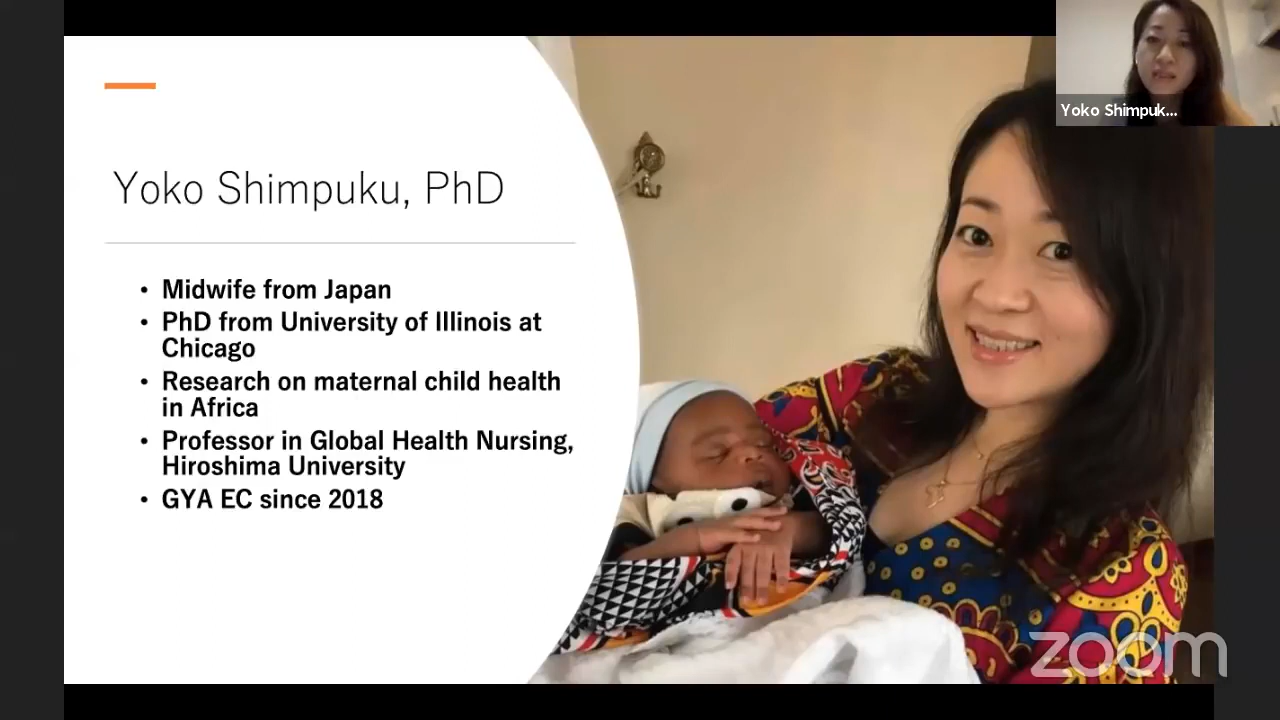 Yoko Shimpuk...
Yoko Shimpuku, PhD
• Midwife from Japan
• PhD from University of Illinois at
Chicago
• Research on maternal child health
in Africa
• Professor in Global Health Nursing,
Hiroshima University
• GYA EC since 2018
zoom